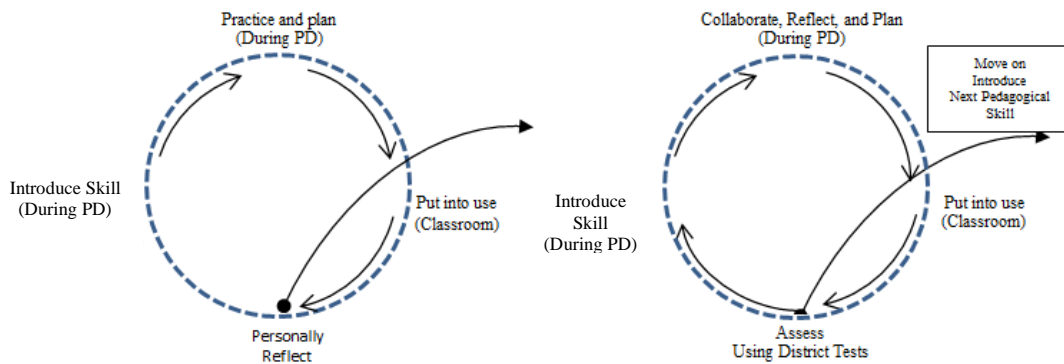 Practice and plan
(During PD)
Introduce Skill
(During PD)
Put into use
(Classroom)
Personally
Reflect
Collaborate, Reflect, and Plan
(During PD)
Move on
Introduce
Next Pedagogical
Skill
Introduce
Skill
(During PD)
Put into use
(Classroom)
Assess
Using District Tests